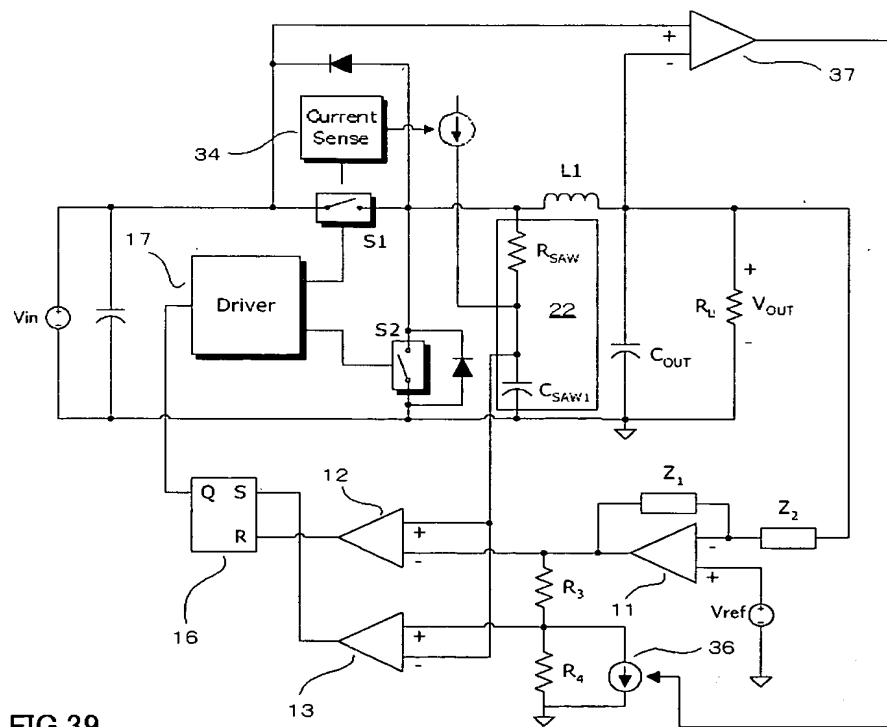 +
-
37
Current
Sense
34
L1
S1
17
R_SAW
Driver
22
+
Vin
+
-
S2
R_L
V_OUT
-
C_OUT
C_SAW1
Z_1
12
Q S
Z_2
+
R
-
-
R_3
11
+
Vref
+
-
16
+
36
-
R_4
13
FIG.39